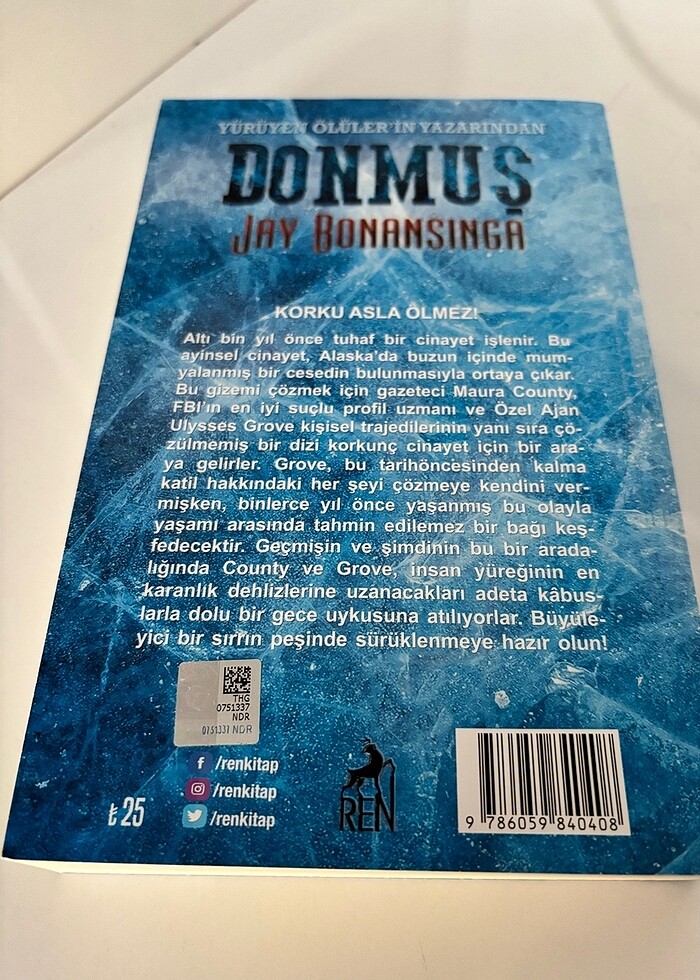 YÜRÜYEN ÖLÜLER'İN YAZARINDAN
DONMUŞ
JAY BONANSINGA
KORKU ASLA ÖLMEZ!
Altı bin yıl önce tuhaf bir cinayet işlenir. Bu
ayinsel cinayet, Alaska'da buzun içinde mum-
yalanmış bir cesedin bulunmasıyla ortaya çıkar.
Bu gizemi çözmek için gazeteci Maura County,
FBI'ın en iyi suçlu profil uzmanı ve Özel Ajan
Ulysses Grove kişisel trajedilerinin yanı sıra çö-
zülmemiş bir dizi korkunç cinayet için bir ara-
ya gelirler. Grove, bu tarihöncesinden kalma
katil hakkındaki her şeyi çözmeye kendini ver-
mişken, binlerce yıl önce yaşanmış bu olayla
yaşamı arasında tahmin edilemez bir bağı keş-
fedecektir. Geçmişin ve şimdinin bu bir arada-
lığında County ve Grove, insan yüreğinin en
karanlık dehlizlerine uzanacakları adeta kâbus-
larla dolu bir gece uykusuna atılıyorlar. Büyüle-
yici bir sırrın peşinde sürüklenmeye hazır olun!
THG
0751337
NDR
0751337 NDR
/renkitap
/renkitap
/renkitap
₺25
REN
9 786059 840408